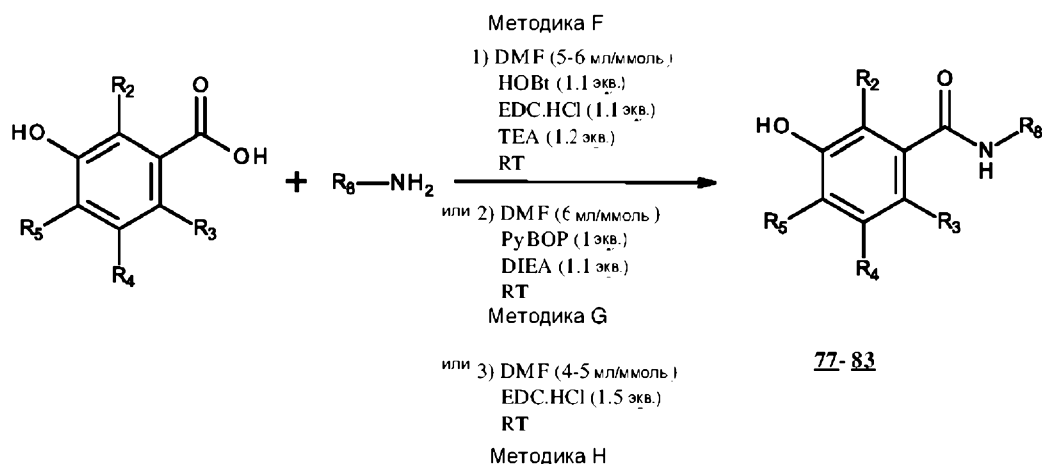 Методика F
1) DMF (5-6 мл/ммоль)
HOBt (1.1 экв.)
EDC.HCl (1.1 экв.)
TEA (1.2 экв.)
RT
R2
O
HO
OH
R5
R3
R4
+
R8—NH2
R2
O
HO
R8
N
H
R5
R3
R4
или 2) DMF (6 мл/ммоль)
PyBOP (1 экв.)
DIEA (1.1 экв.)
RT
Методика G
77- 83
или 3) DMF (4-5 мл/ммоль)
EDC.HCl (1.5 экв.)
RT
Методика H